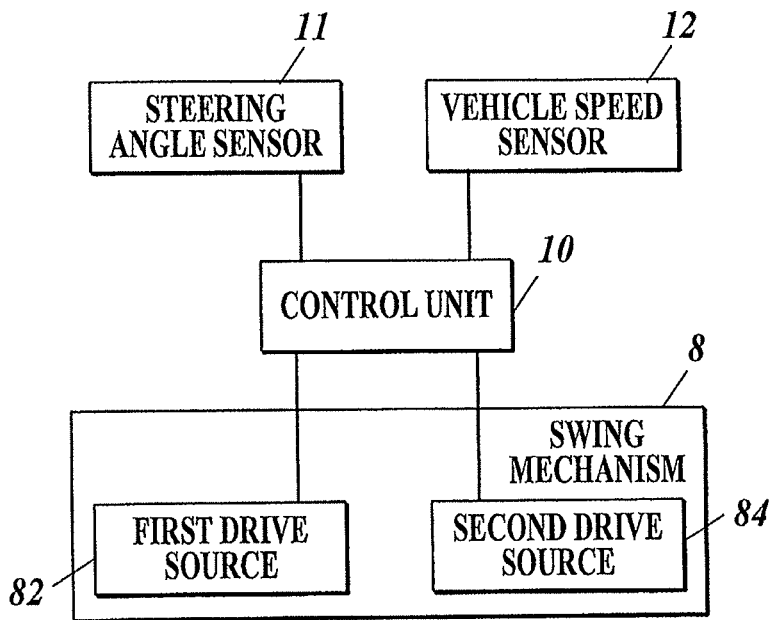 11
12
STEERING
ANGLE SENSOR
VEHICLE SPEED
SENSOR
10
CONTROL UNIT
8
SWING
MECHANISM
FIRST DRIVE
SOURCE
SECOND DRIVE
SOURCE
84
82